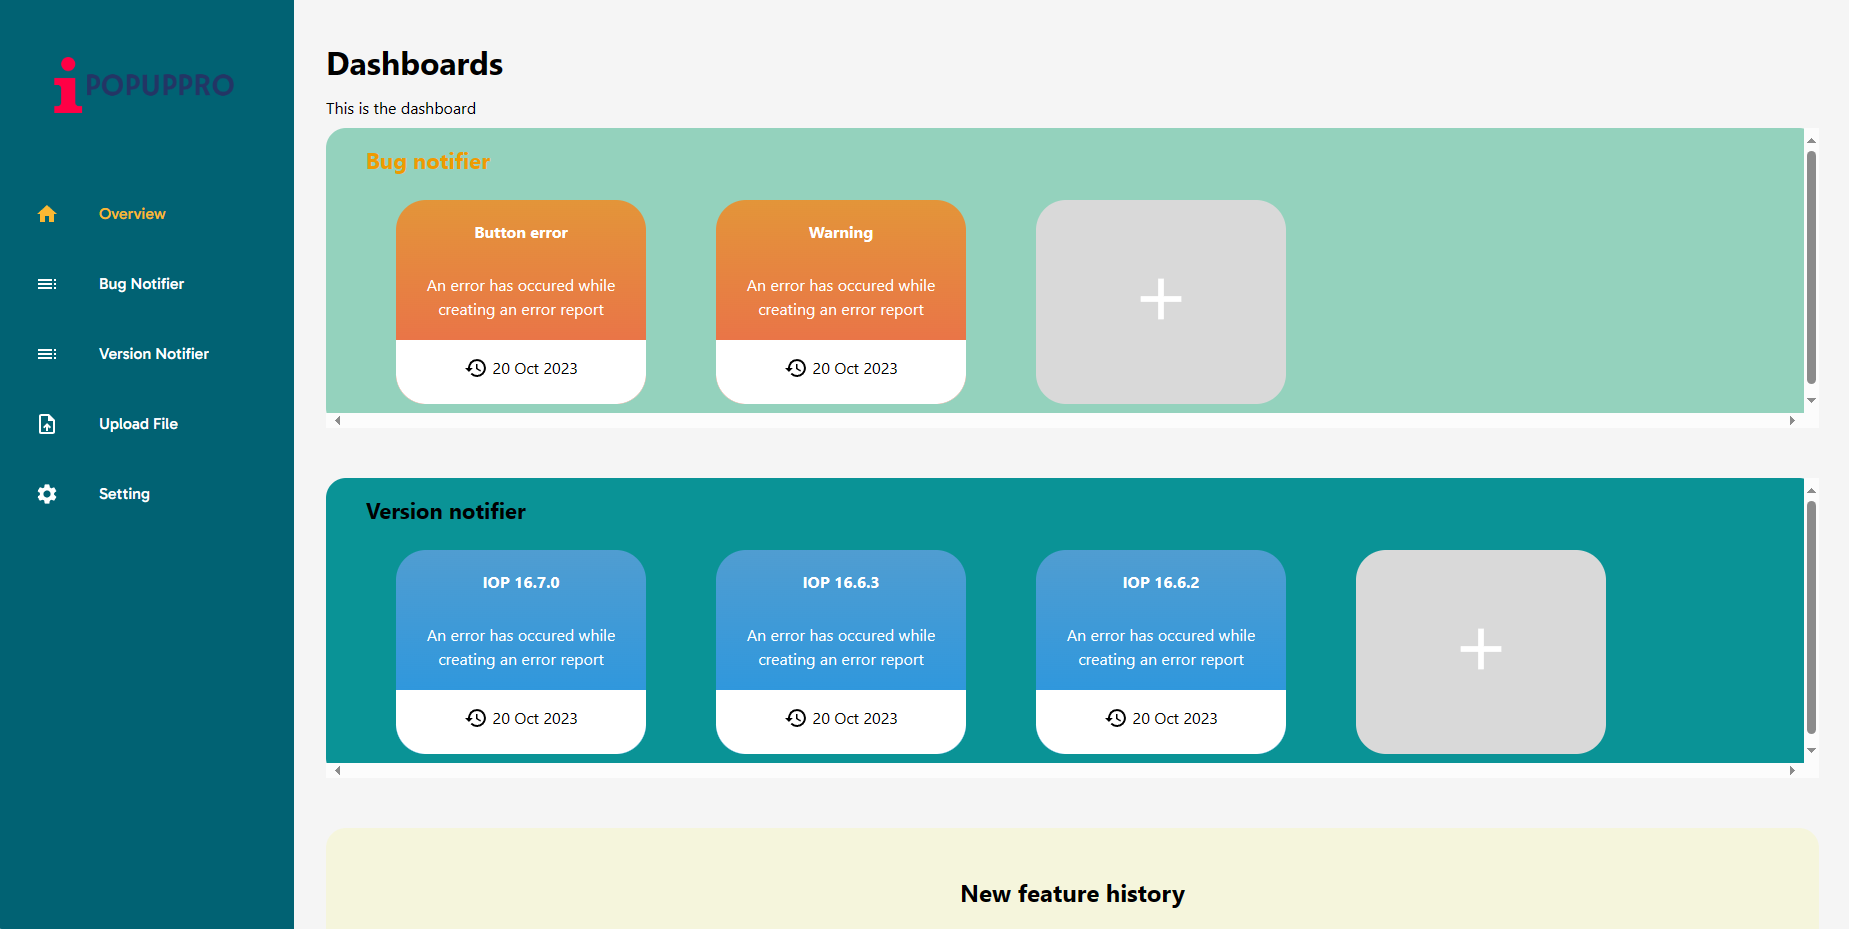 POPUPPRO
Overview
Bug Notifier
Version Notifier
Upload File
Setting
Dashboards
This is the dashboard
Bug notifier
Button error
An error has occured while
creating an error report
20 Oct 2023
Warning
An error has occured while
creating an error report
20 Oct 2023
Version notifier
IOP 16.7.0
An error has occured while
creating an error report
20 Oct 2023
IOP 16.6.3
An error has occured while
creating an error report
20 Oct 2023
IOP 16.6.2
An error has occured while
creating an error report
20 Oct 2023
New feature history